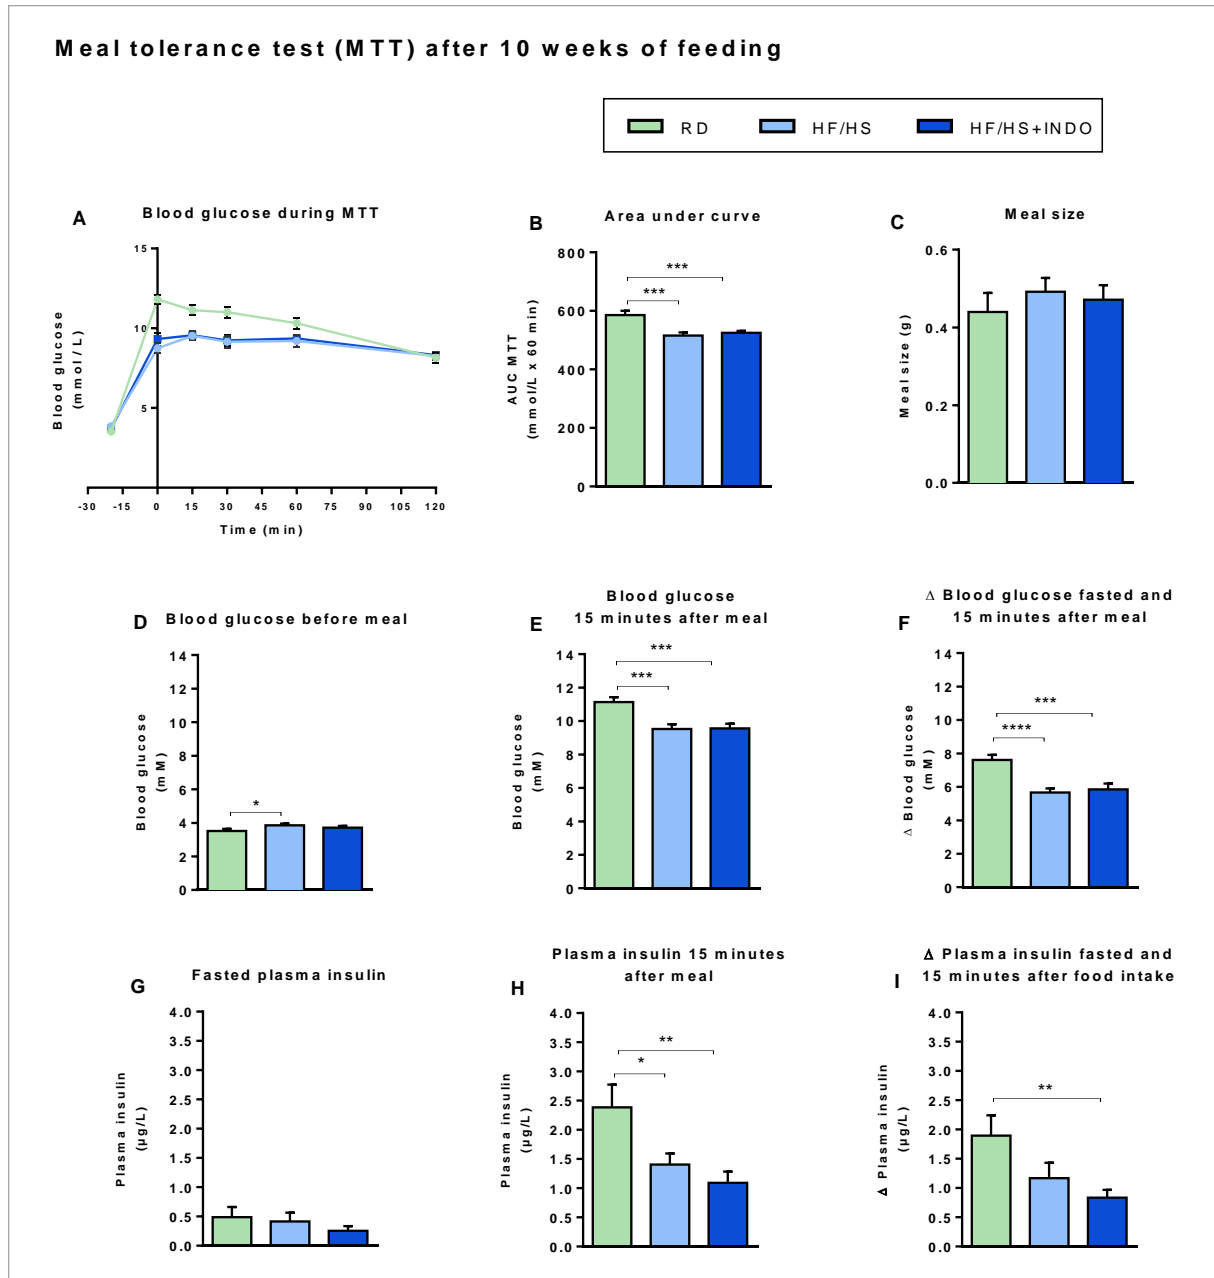 Meal tolerance test (MTT) after 10 weeks of feeding
RD
HF/HS
HF/HS+INDO
A
Blood glucose during MTT
Blood glucose
(mmol/L)
15
10
5
-30 -15 0 15 30 45 60 75 90 105 120
Time (min)
B
Area under curve
AUC MTT
(mmol/L x 60 min)
800
600
400
200
0
***
***
C
Meal size
Meal size (g)
0.6
0.4
0.2
0.0
D
Blood glucose before meal
Blood glucose
(mM)
14
12
10
8
6
4
2
0
*
E
Blood glucose
15 minutes after meal
Blood glucose
(mM)
14
12
10
8
6
4
2
0
***
***
F
Δ Blood glucose fasted and
15 minutes after meal
Δ Blood glucose
(mM)
14
12
10
8
6
4
2
0
***
****
G
Fasted plasma insulin
Plasma insulin
(µg/L)
4.0
3.5
3.0
2.5
2.0
1.5
1.0
0.5
0.0
H
Plasma insulin 15 minutes
after meal
Plasma insulin
(µg/L)
4.0
3.5
3.0
2.5
2.0
1.5
1.0
0.5
0.0
**
*
I
Δ Plasma insulin fasted and
15 minutes after food intake
Δ Plasma insulin
(µg/L)
4.0
3.5
3.0
2.5
2.0
1.5
1.0
0.5
0.0
**